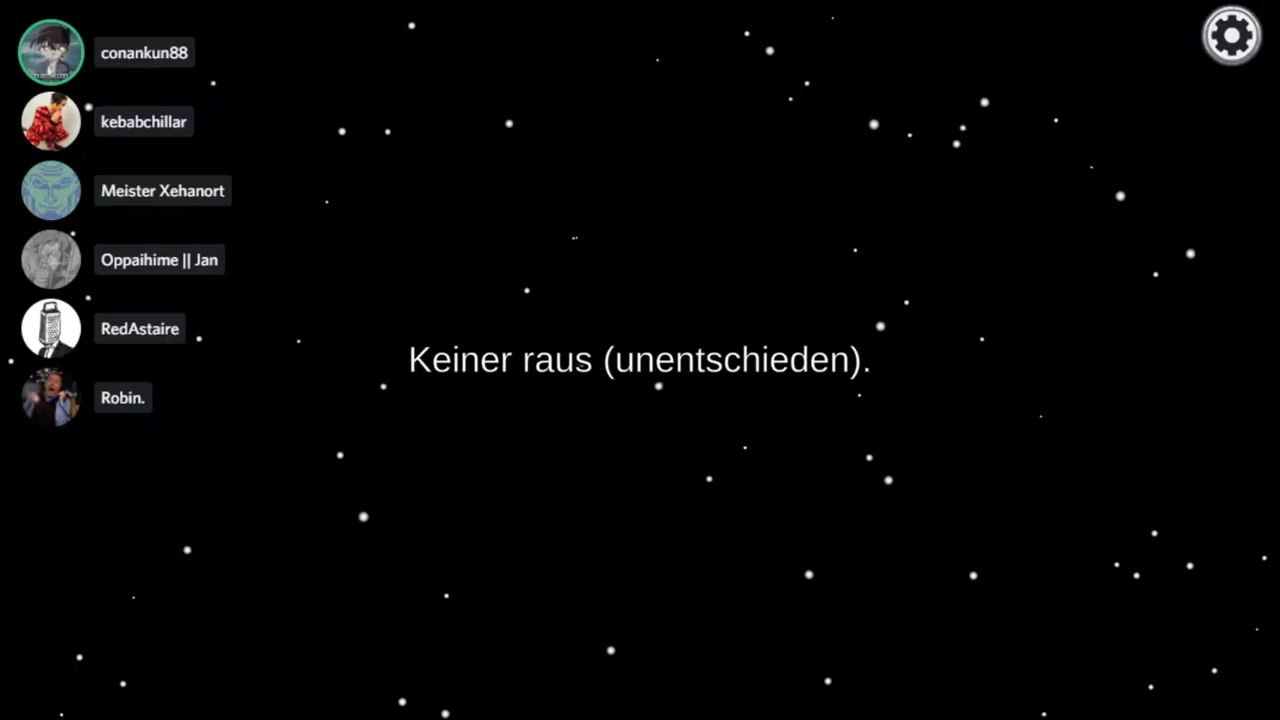 conankun88
kebabchillar
Meister Xehanort
Oppaihime || Jan
RedAstaire
Robin.
Keiner raus (unentschieden).